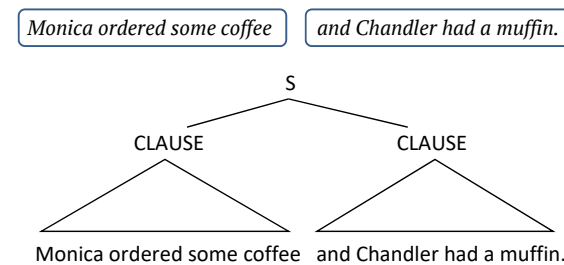 Monica ordered some coffee and Chandler had a muffin.
S
CLAUSE CLAUSE
Monica ordered some coffee and Chandler had a muffin.